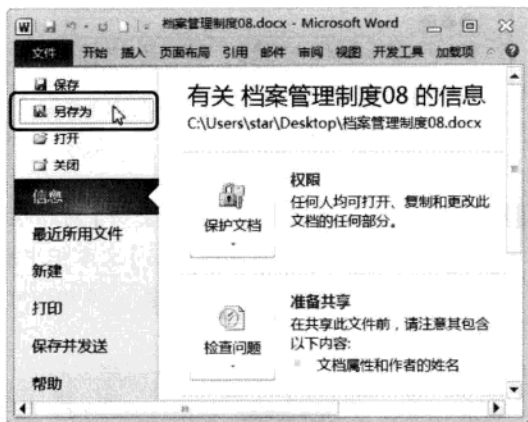 档案管理制度08.docx - Microsoft Word
文件 开始 插入 页面布局 引用 邮件 审阅 视图 开发工具 加载项
保存
另存为
打开
关闭
信息
最近所用文件
新建
打印
保存并发送
帮助
有关 档案管理制度08 的信息
C:\Users\star\Desktop\档案管理制度08.docx
保护文档
权限
任何人均可打开、复制和更改此
文档的任何部分。
检查问题
准备共享
在共享此文件前，请注意其包含
以下内容:
文档属性和作者的姓名